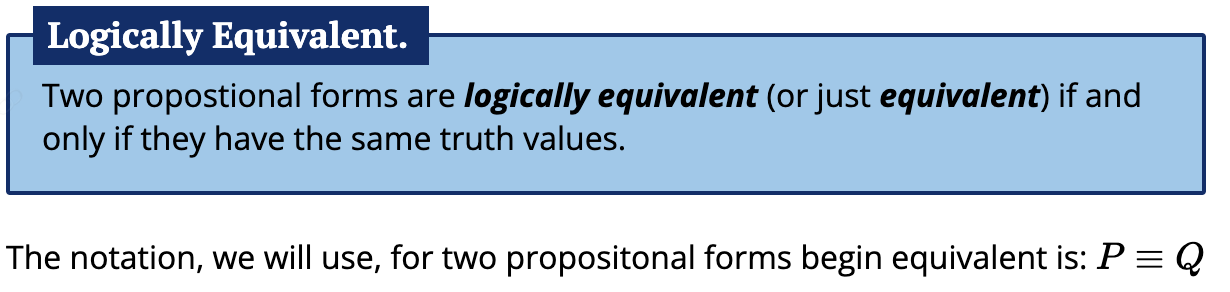 Logically Equivalent.
Two propostional forms are logically equivalent (or just equivalent) if and
only if they have the same truth values.
The notation, we will use, for two propositonal forms begin equivalent is: P ≡ Q